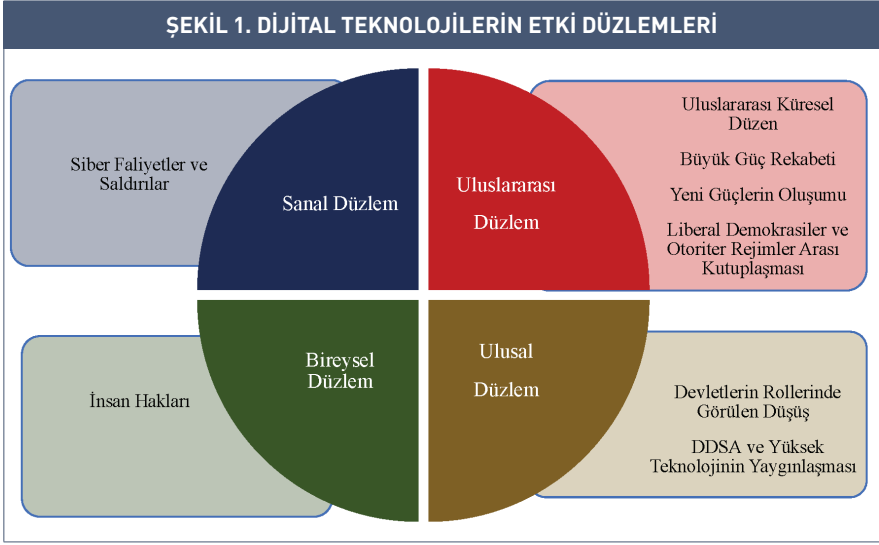 ŞEKİL 1. DİJİTAL TEKNOLOJİLERİN ETKİ DÜZLEMLERİ
Siber Faliyetler ve
Saldırılar
Sanal Düzlem
Uluslararası
Düzlem
Uluslararası Küresel
Düzen
Büyük Güç Rekabeti
Yeni Güçlerin Oluşumu
Liberal Demokrasiler ve
Otoriter Rejimler Arası
Kutuplaşması
İnsan Hakları
Bireysel
Düzlem
Ulusal
Düzlem
Devletlerin Rollerinde
Görülen Düşüş
DDSA ve Yüksek
Teknolojinin Yaygınlaşması